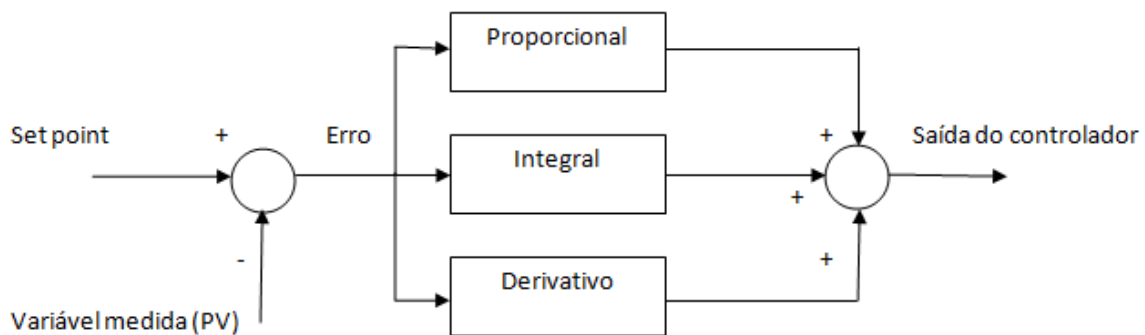 Proporcional
Set point
+
Erro
+
Saída do controlador
Integral
+
-
+
Derivativo
Variável medida (PV)